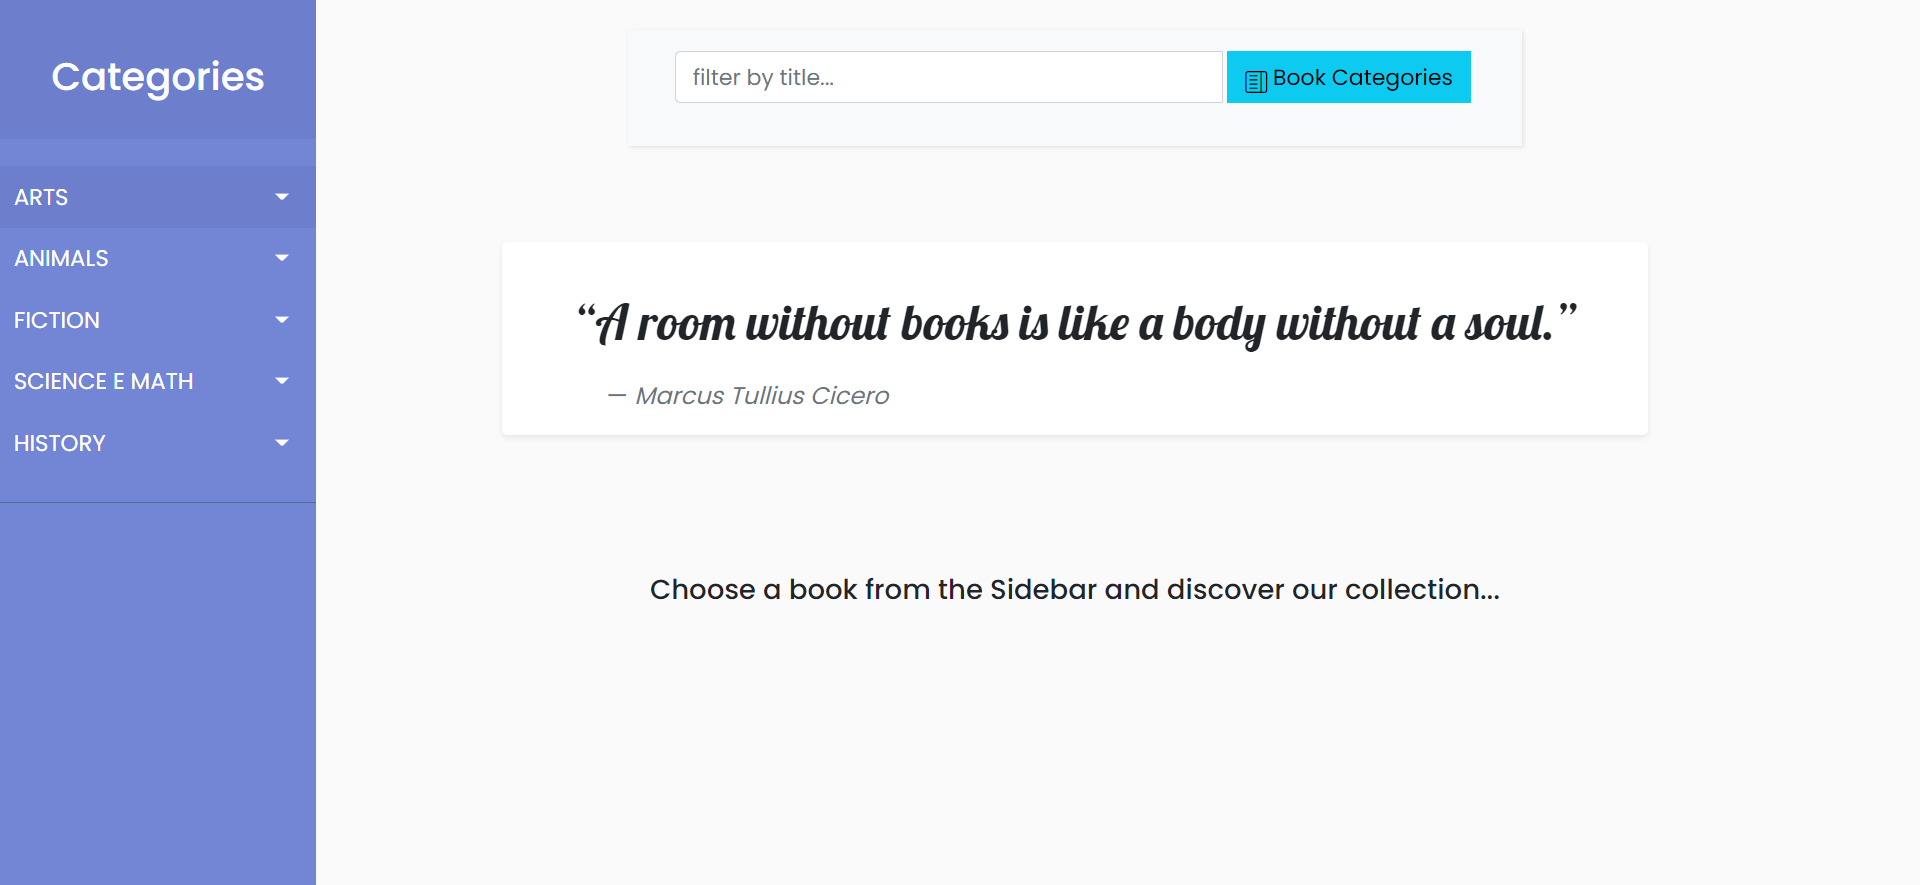 Categories
ARTS
ANIMALS
FICTION
SCIENCE E MATH
HISTORY
filter by title...
Book Categories
“A room without books is like a body without a soul.”
— Marcus Tullius Cicero
Choose a book from the Sidebar and discover our collection...